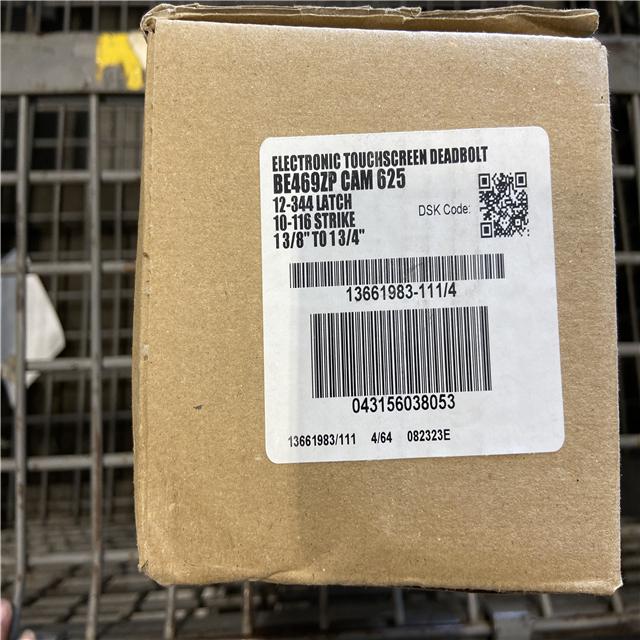 ELECTRONIC TOUCHSCREEN DEADBOLT
BE469ZP CAM 625
12-344 LATCH
10-116 STRIKE
1 3/8" TO 1 3/4"
DSK Code:
13661983-111/4
043156038053
13661983/111 4/64 082323E